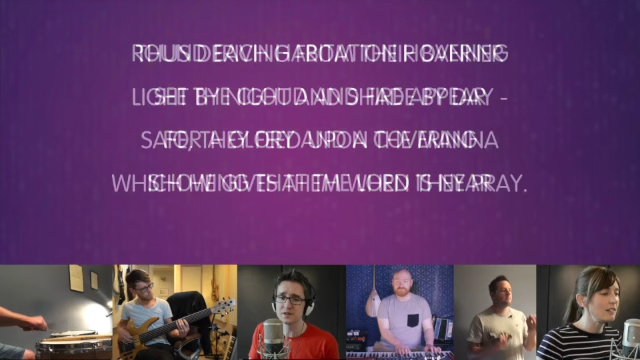 ROUND EACH HABITATION HOVERING
SEE THE CLOUD AND FIRE APPEAR
FOR A GLORY AND A COVERING
SHOWING THAT THE LORD IS NEAR.
THUS DERIVING FROM THEIR BANNER
LIGHT BY NIGHT AND SHADE BY DAY -
SAFE, THEY FEED UPON THE MANNA
WHICH HE GIVES THEM WHEN THEY PRAY.